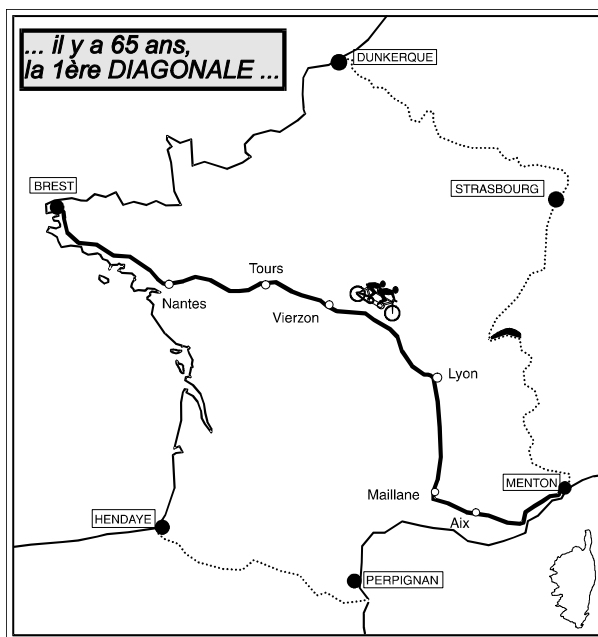 ... il y a 65 ans,
la 1ère DIAGONALE ...
DUNKERQUE
BREST
STRASBOURG
Tours
Nantes
Vierzon
Lyon
MENTON
Maillane
Aix
HENDAYE
PERPIGNAN